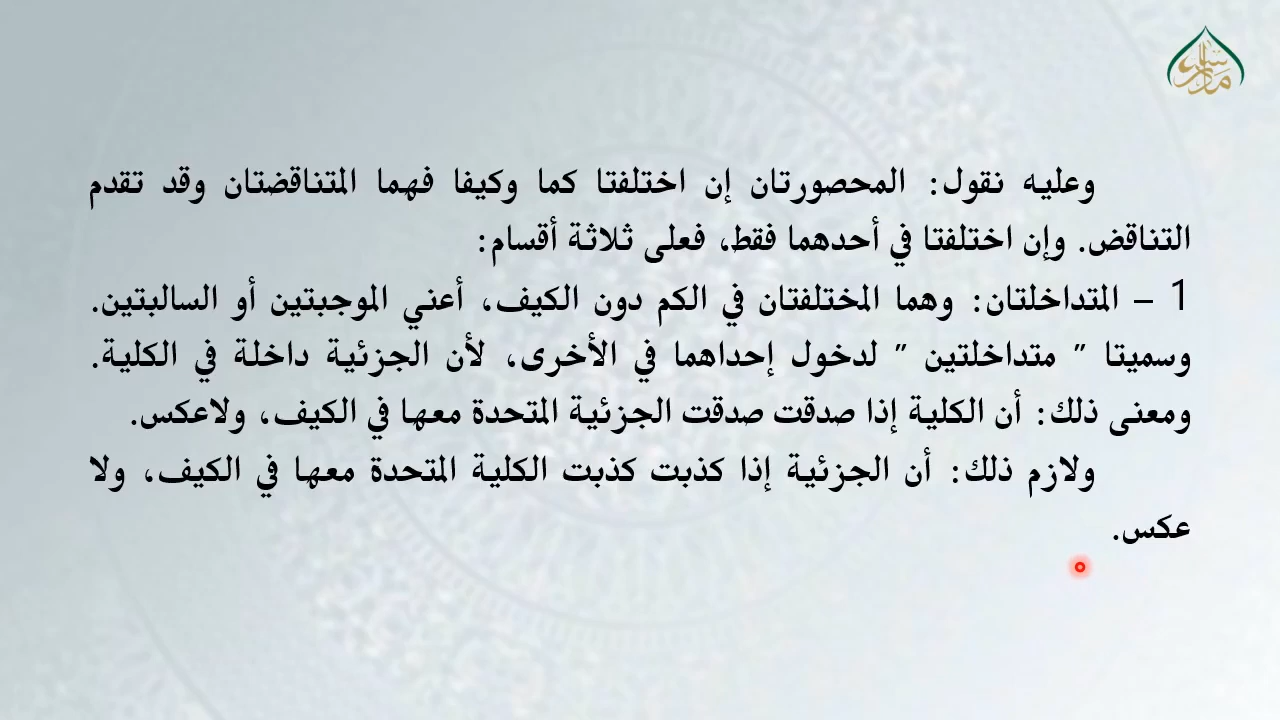 وعليه نقول: المحصورتان إن اختلفتا كما وكيفا فهما المتناقضتان وقد تقدم
التناقض. وإن اختلفتا في أحدهما فقط، فعلى ثلاثة أقسام:
1 – المتداخلتان: وهما المختلفتان في الكم دون الكيف، أعني الموجبتين أو السالبتين.
وسميتا " متداخلتين " لدخول إحداهما في الأخرى، لأن الجزئية داخلة في الكلية.
ومعنى ذلك: أن الكلية إذا صدقت صدقت الجزئية المتحدة معها في الكيف، ولاعكس.
ولازم ذلك: أن الجزئية إذا كذبت كذبت الكلية المتحدة معها في الكيف، ولا
عكس.